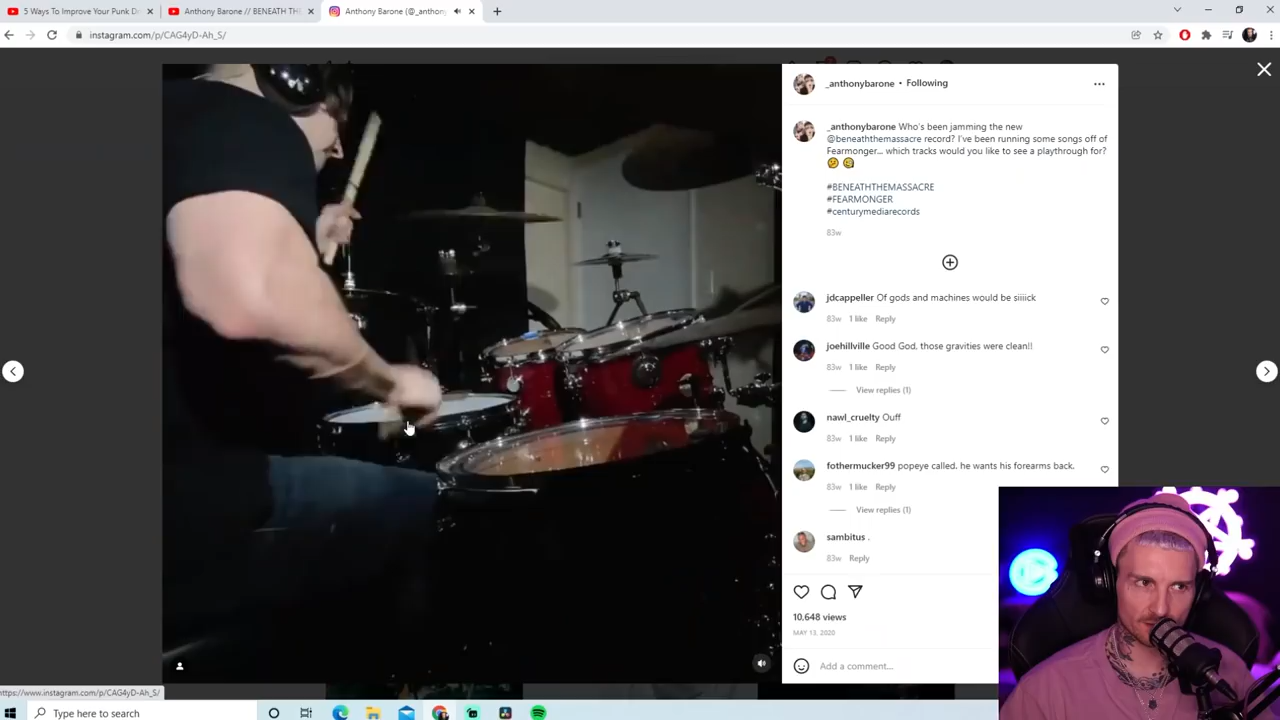 5 Ways To Improve Your Punk D
Anthony Barone // BENEATH THE
Anthony Barone (@_anthony
instagram.com/p/CAG4yD-Ah_S/
_anthonybarone • Following
_anthonybarone Who's been jamming the new
@beneaththemassacre record? I've been running some songs off of
Fearmonger... which tracks would you like to see a playthrough for?
#BENEATHTHEMASSACRE
#FEARMONGER
#centurymediarecords
83w
jdcappeller Of gods and machines would be siiiick
83w 1 like Reply
joehillville Good God, those gravities were clean!!
83w 1 like Reply
View replies (1)
nawl_cruelty Ouff
83w 1 like Reply
fothermucker99 popeye called, he wants his forearms back.
83w 1 like Reply
View replies (1)
sambitus .
83w Reply
10,648 views
MAY 13, 2020
Add a comment...
https://www.instagram.com/p/CAG4yD-Ah_S/
Type here to search